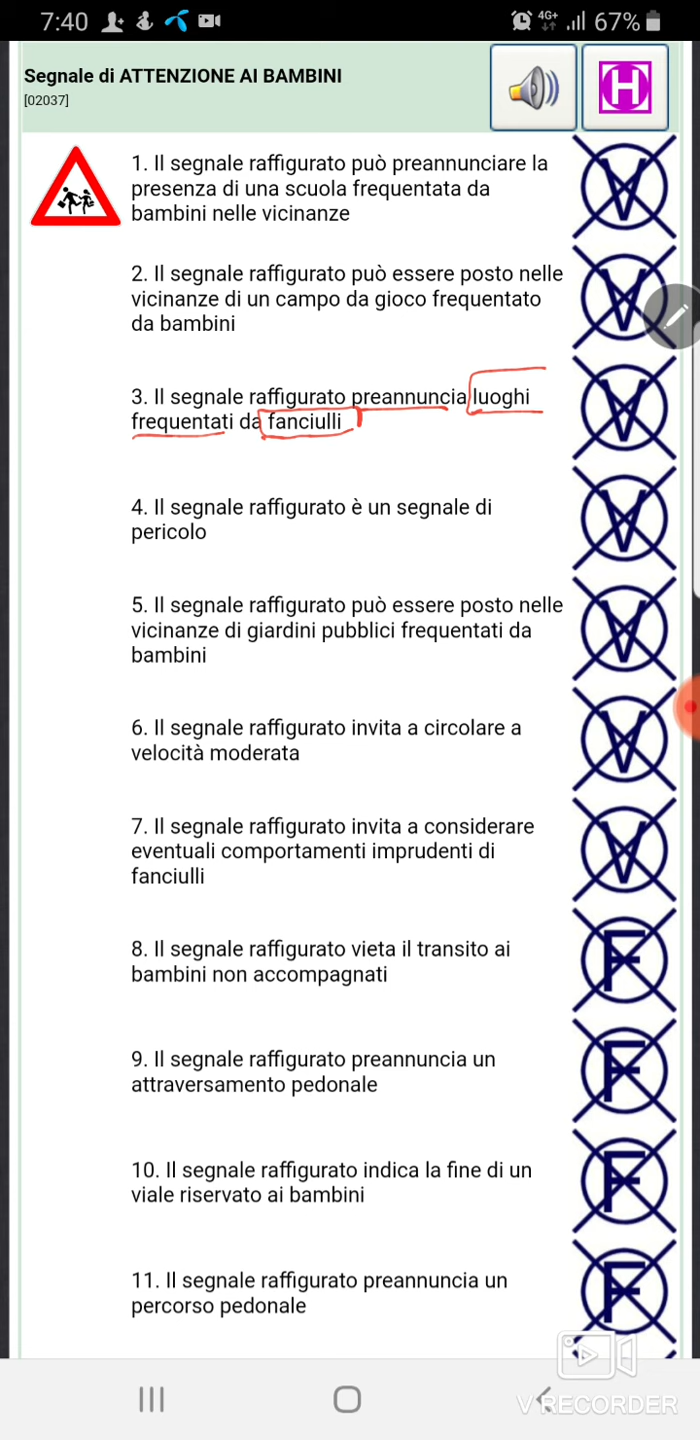 7:40
4G+
67%
Segnale di ATTENZIONE AI BAMBINI
[02037]
H
1. Il segnale raffigurato può preannunciare la
presenza di una scuola frequentata da
bambini nelle vicinanze
V
2. Il segnale raffigurato può essere posto nelle
vicinanze di un campo da gioco frequentato
da bambini
V
3. Il segnale raffigurato preannuncia luoghi
frequentati da fanciulli
V
4. Il segnale raffigurato è un segnale di
pericolo
V
5. Il segnale raffigurato può essere posto nelle
vicinanze di giardini pubblici frequentati da
bambini
V
6. Il segnale raffigurato invita a circolare a
velocità moderata
V
7. Il segnale raffigurato invita a considerare
eventuali comportamenti imprudenti di
fanciulli
V
8. Il segnale raffigurato vieta il transito ai
bambini non accompagnati
F
9. Il segnale raffigurato preannuncia un
attraversamento pedonale
F
10. Il segnale raffigurato indica la fine di un
viale riservato ai bambini
F
11. Il segnale raffigurato preannuncia un
percorso pedonale
F
V RECORDER